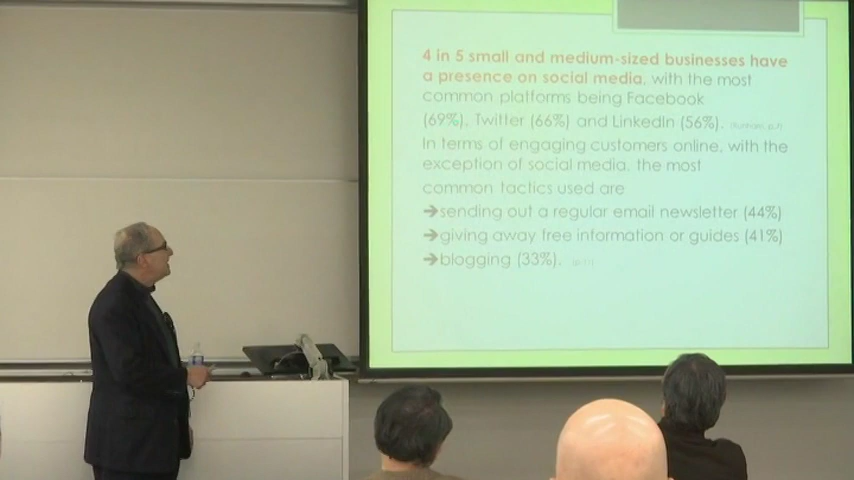 4 in 5 small and medium-sized businesses have
a presence on social media, with the most
common platforms being Facebook
(69%), Twitter (66%) and LinkedIn (56%).
In terms of engaging customers online, with the
exception of social media, the most
common tactics used are
➔sending out a regular email newsletter (44%)
➔giving away free information or guides (41%)
➔blogging (33%).